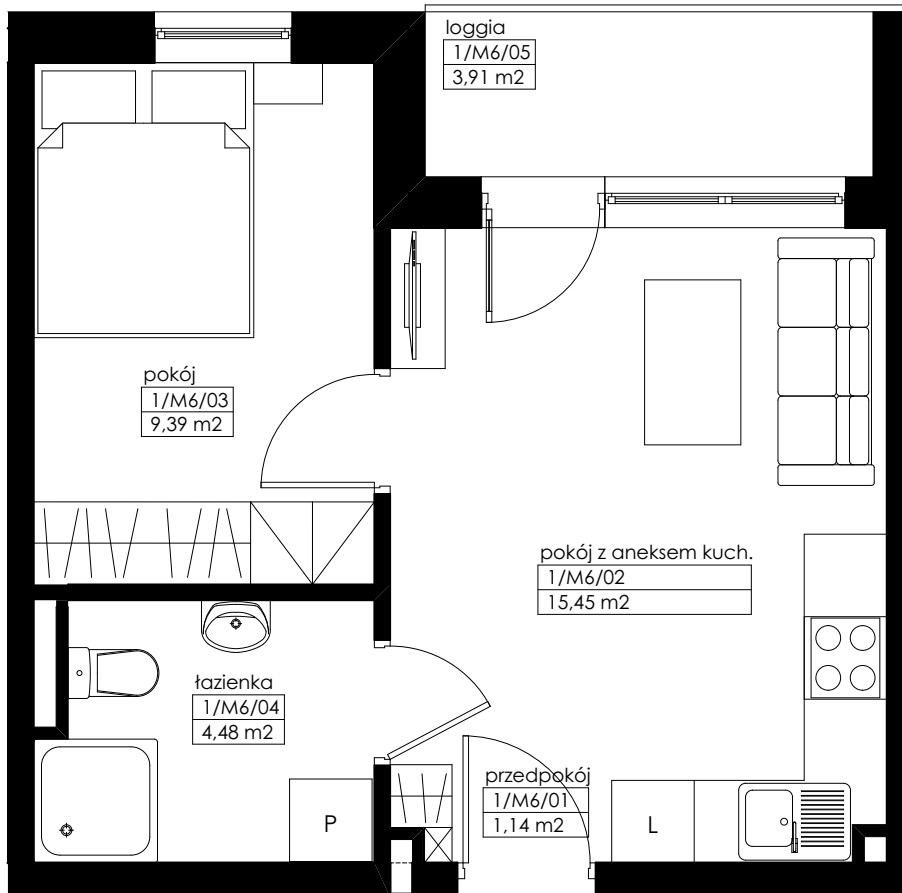 loggia
1/M6/05
3,91 m2
pokój
1/M6/03
9,39 m2
pokój z aneksem kuch.
1/M6/02
15,45 m2
łazienka
1/M6/04
4,48 m2
przedpokój
1/M6/01
1,14 m2
P
L